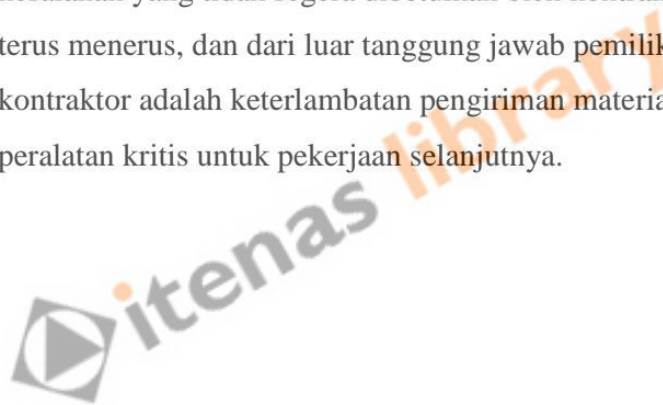 terus menerus, dan dari luar tanggung jawab pemilik
kontraktor adalah keterlambatan pengiriman materia
peralatan kritis untuk pekerjaan selanjutnya.
itenas library